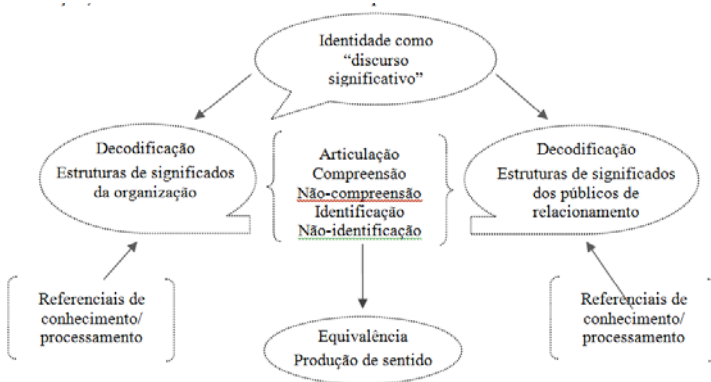 Identidade como
“discurso
significativo”
Decodificação
Estruturas de significados
da organização
Articulação
Compreensão
Não-compreensão
Identificação
Não-identificação
Decodificação
Estruturas de significados
dos públicos de
relacionamento
Referenciais de
conhecimento/
processamento
Equivalência
Produção de sentido
Referenciais de
conhecimento/
processamento